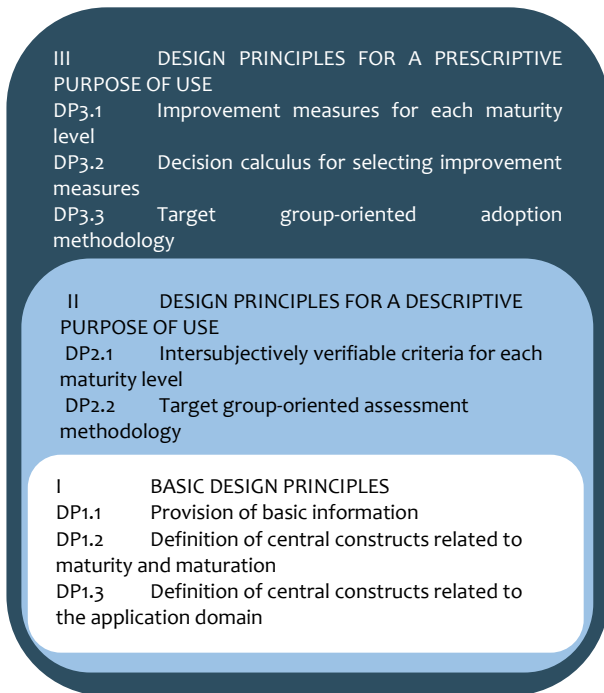 III DESIGN PRINCIPLES FOR A PRESCRIPTIVE
PURPOSE OF USE
DP3.1 Improvement measures for each maturity
level
DP3.2 Decision calculus for selecting improvement
measures
DP3.3 Target group-oriented adoption
methodology
II DESIGN PRINCIPLES FOR A DESCRIPTIVE
PURPOSE OF USE
DP2.1 Intersubjectively verifiable criteria for each
maturity level
DP2.2 Target group-oriented assessment
methodology
I BASIC DESIGN PRINCIPLES
DP1.1 Provision of basic information
DP1.2 Definition of central constructs related to
maturity and maturation
DP1.3 Definition of central constructs related to
the application domain